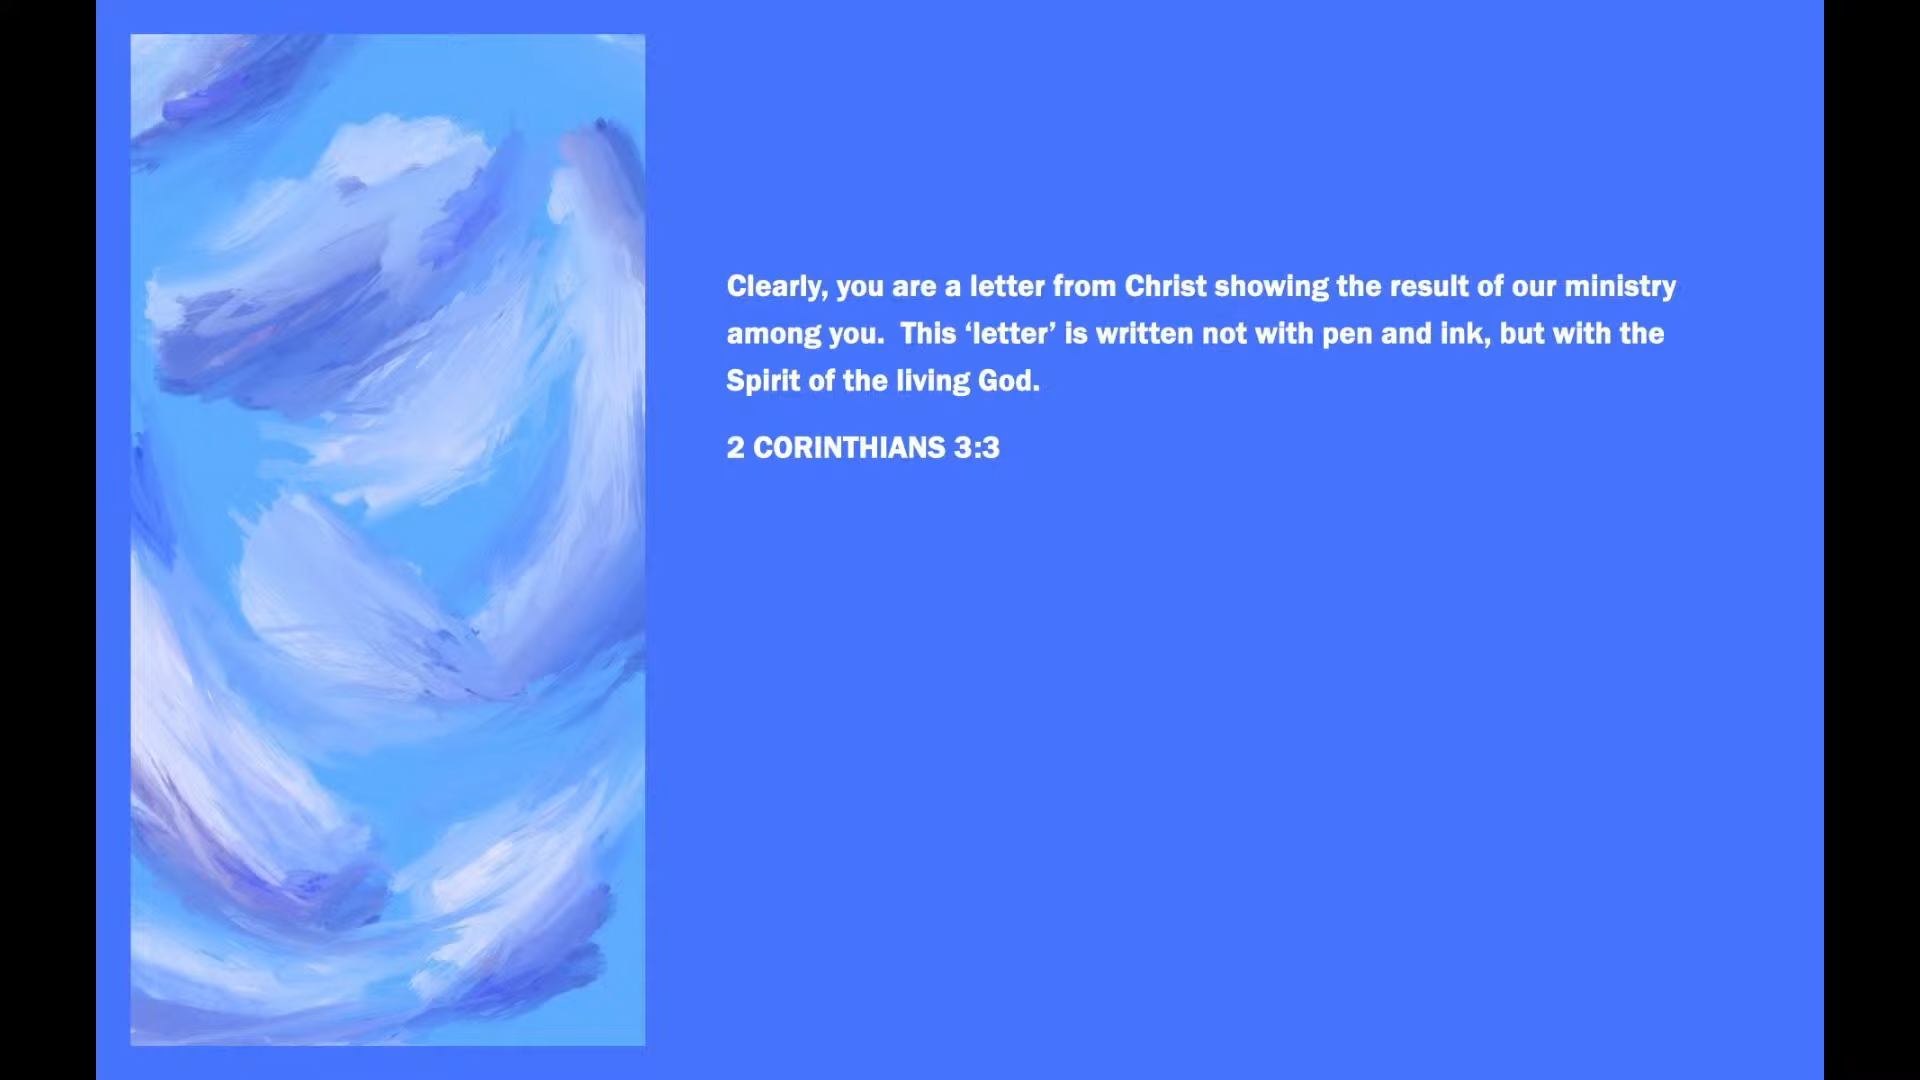 Clearly, you are a letter from Christ showing the result of our ministry
among you.  This ‘letter’ is written not with pen and ink, but with the
Spirit of the living God.
2 CORINTHIANS 3:3